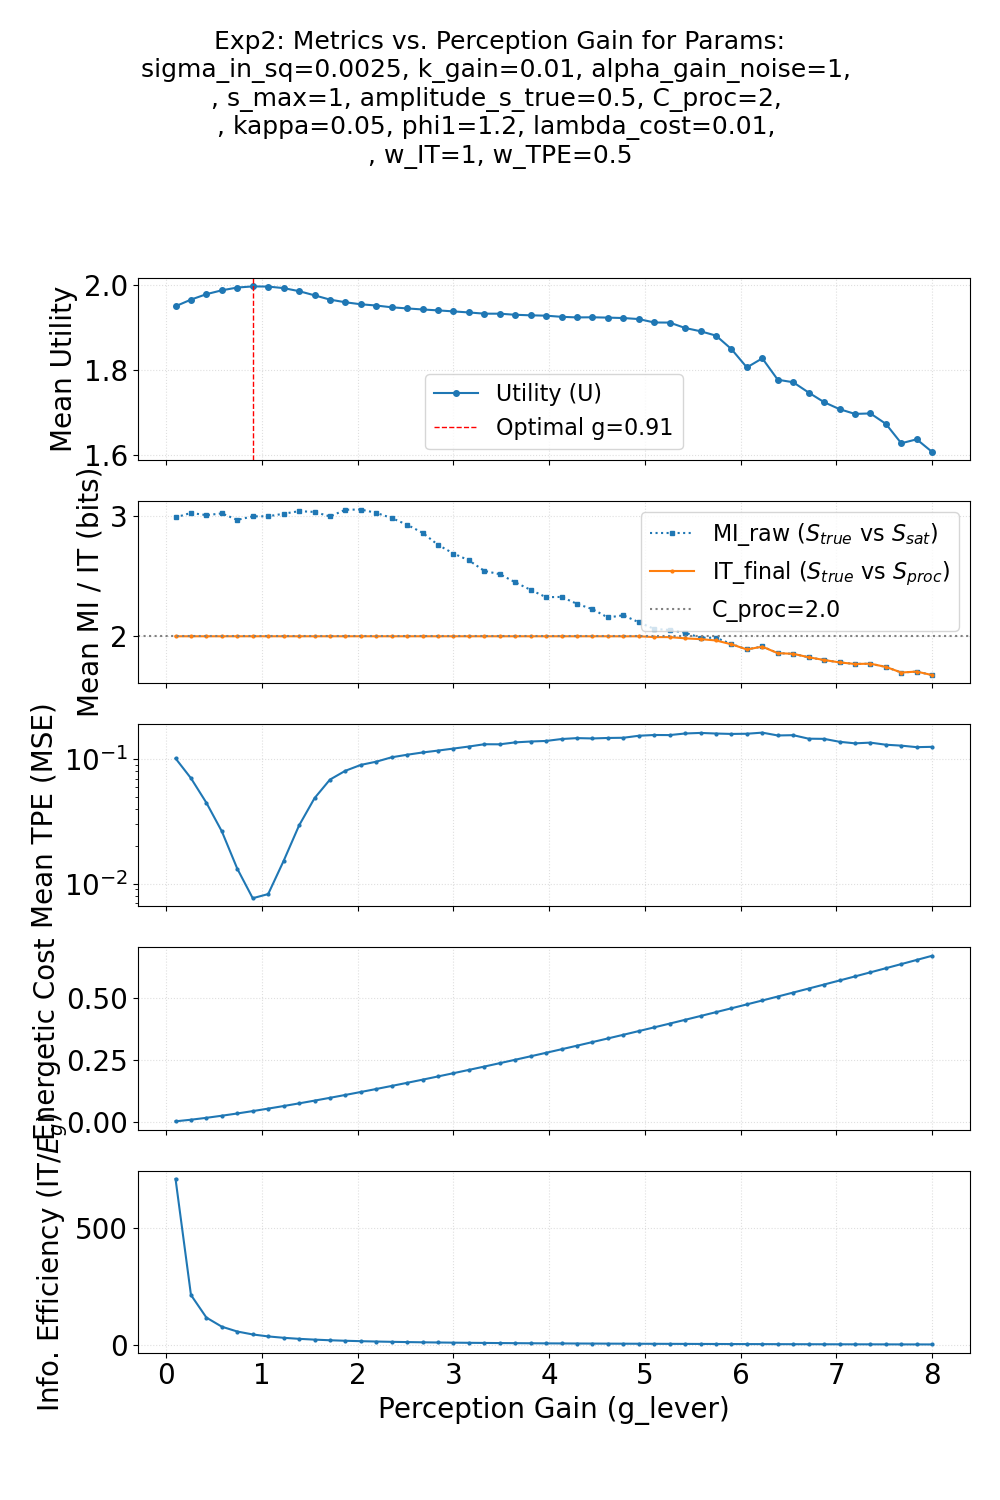 Exp2: Metrics vs. Perception Gain for Params:
sigma_in_sq=0.0025, k_gain=0.01, alpha_gain_noise=1,
, s_max=1, amplitude_s_true=0.5, C_proc=2,
, kappa=0.05, phi1=1.2, lambda_cost=0.01,
, w_IT=1, w_TPE=0.5
Mean Utility
2.0
1.8
1.6
Utility (U)
Optimal g=0.91
Mean MI / IT (bits)
3
2
MI_raw (S_true vs S_sat)
IT_final (S_true vs S_proc)
C_proc=2.0
Mean TPE (MSE)
10⁻¹
10⁻²
Energetic Cost
0.50
0.25
0.00
Info. Efficiency (IT/E_g)
500
0
0 1 2 3 4 5 6 7 8
Perception Gain (g_lever)